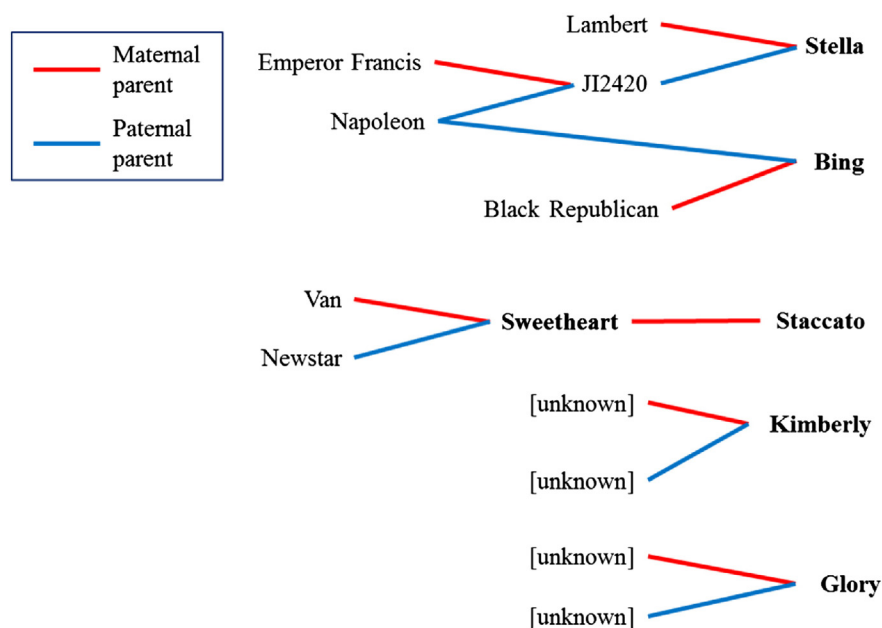 Maternal
parent
Paternal
parent
Lambert
Stella
Emperor Francis
JI2420
Napoleon
Bing
Black Republican
Van
Sweetheart
Staccato
Newstar
[unknown]
Kimberly
[unknown]
[unknown]
Glory
[unknown]